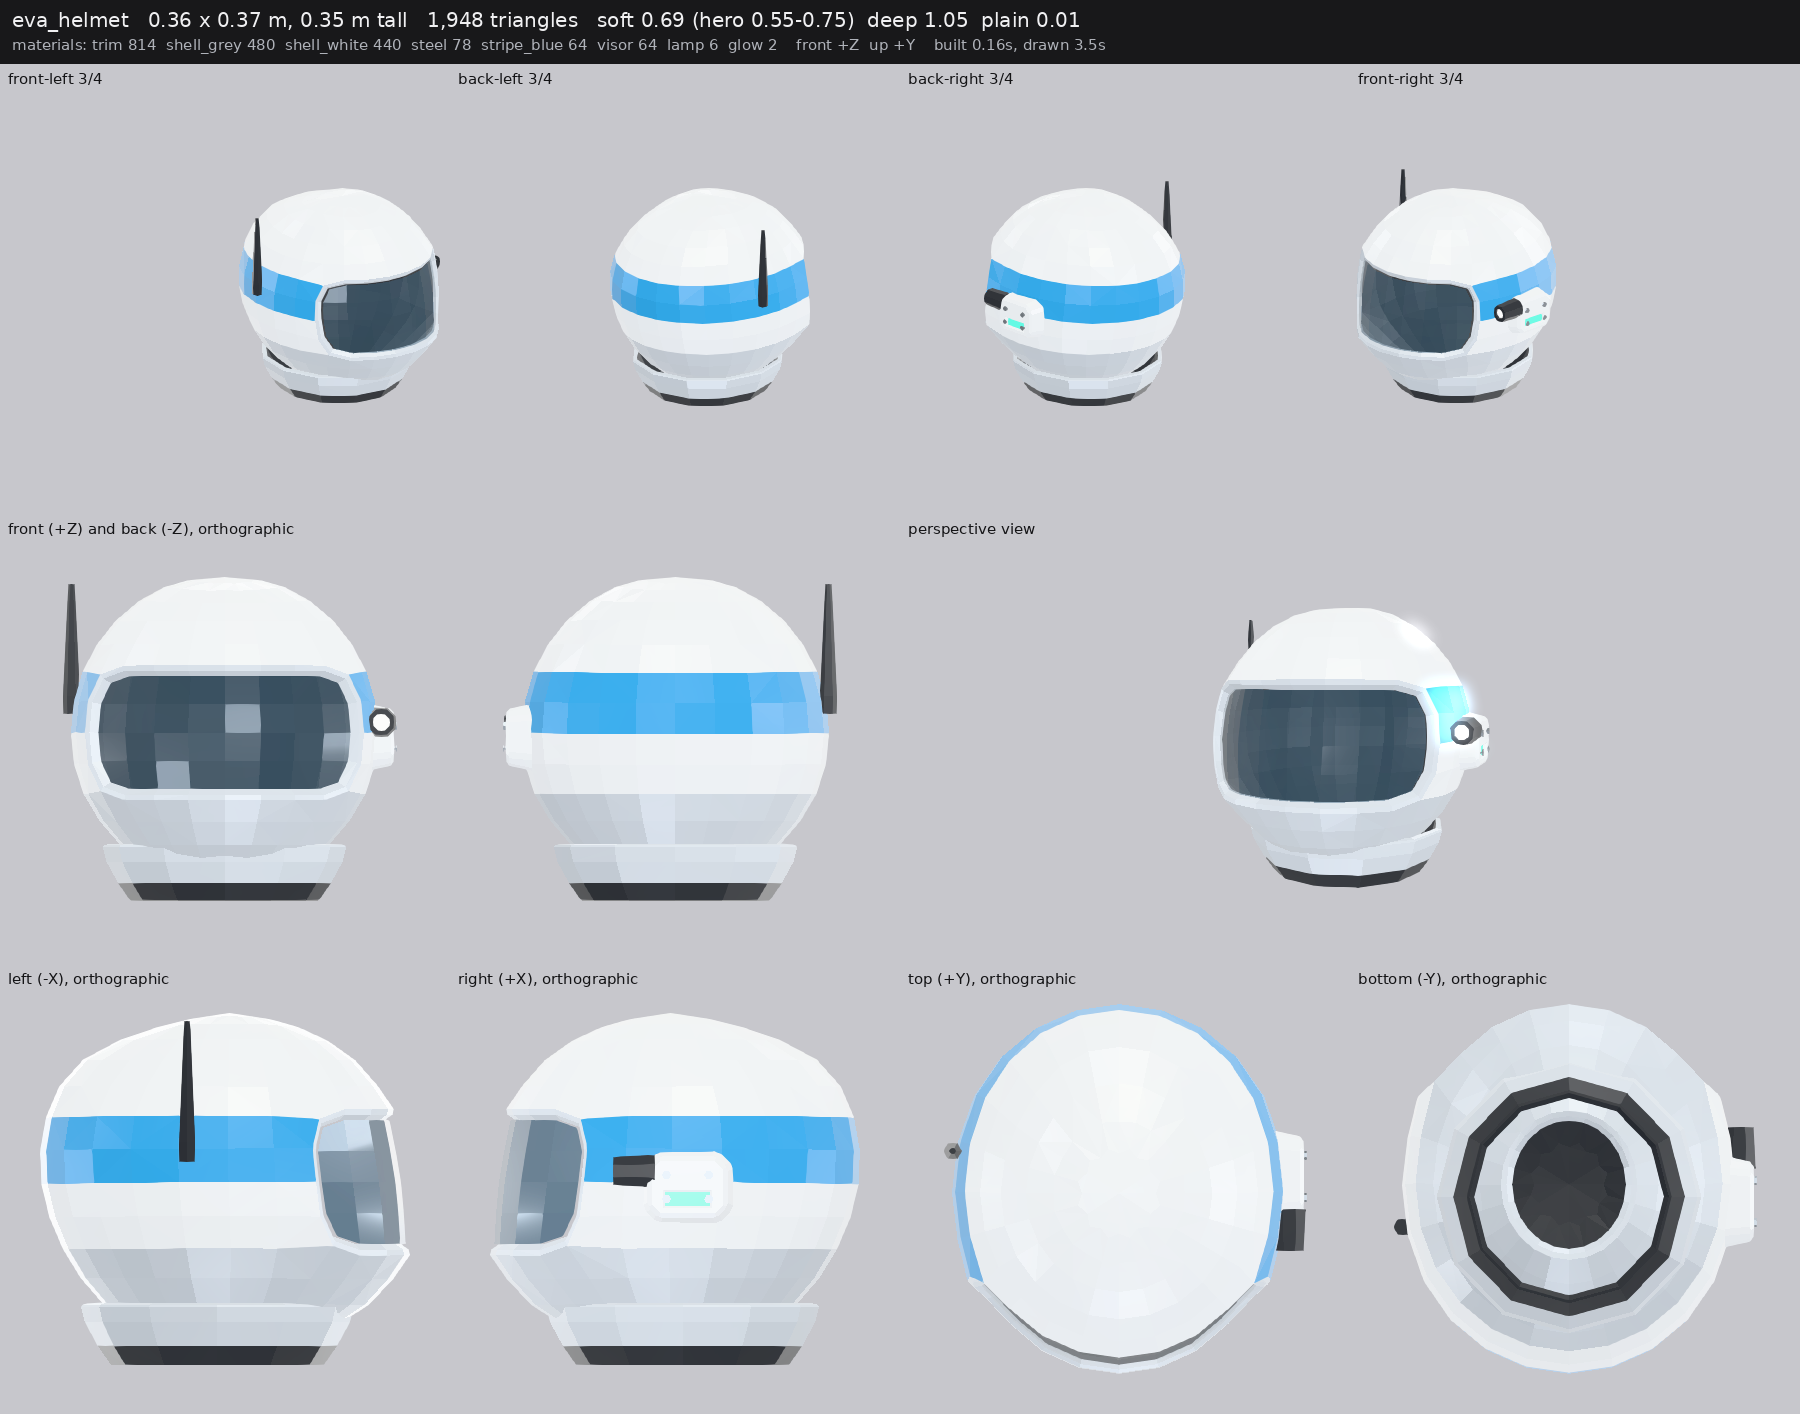 eva_helmet 0.36 x 0.37 m, 0.35 m tall 1,948 triangles soft 0.69 (hero 0.55-0.75) deep 1.05 plain 0.01
materials: trim 814 shell_grey 480 shell_white 440 steel 78 stripe_blue 64 visor 64 lamp 6 glow 2 front +Z up +Y built 0.16s, drawn 3.5s
front-left 3/4
back-left 3/4
back-right 3/4
front-right 3/4
front (+Z) and back (-Z), orthographic
perspective view
left (-X), orthographic
right (+X), orthographic
top (+Y), orthographic
bottom (-Y), orthographic